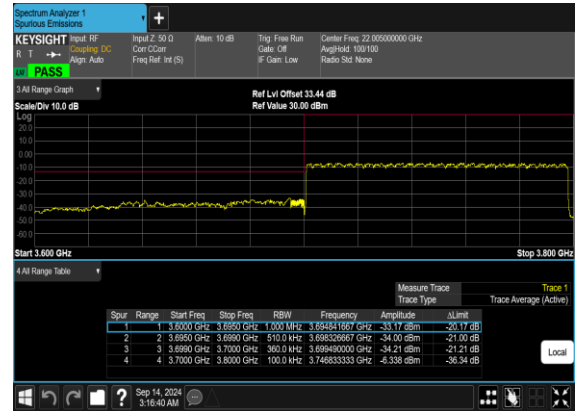 Spectrum Analyzer 1
Spurious Emissions
+
KEYSIGHT Input: RF Input Z: 50 Ω Atten: 10 dB Trig: Free Run Center Freq: 22.005000000 GHz
R T Coupling: DC Corr CCorr Gate: Off Avg|Hold: 100/100
Align: Auto Freq Ref: Int (S) IF Gain: Low Radio Std: None
PASS
3 All Range Graph
Ref Lvl Offset 33.44 dB
Scale/Div 10.0 dB Ref Value 30.00 dBm
Log
20.0
10.0
0.00
-10.0
-20.0
-30.0
-40.0
-50.0
-60.0
Start 3.600 GHz Stop 3.800 GHz
4 All Range Table
Measure Trace Trace 1
Trace Type Trace Average (Active)
Spur Range Start Freq Stop Freq RBW Frequency Amplitude ΔLimit
1 1 3.6000 GHz 3.6950 GHz 1.000 MHz 3.694841667 GHz -33.17 dBm -20.17 dB
2 2 3.6950 GHz 3.6990 GHz 510.0 kHz 3.698326667 GHz -34.00 dBm -21.00 dB
3 3 3.6990 GHz 3.7000 GHz 360.0 kHz 3.699490000 GHz -34.21 dBm -21.21 dB
4 4 3.7000 GHz 3.8000 GHz 100.0 kHz 3.746833333 GHz -6.338 dBm -36.34 dB
Local
? Sep 14, 2024
3:16:40 AM